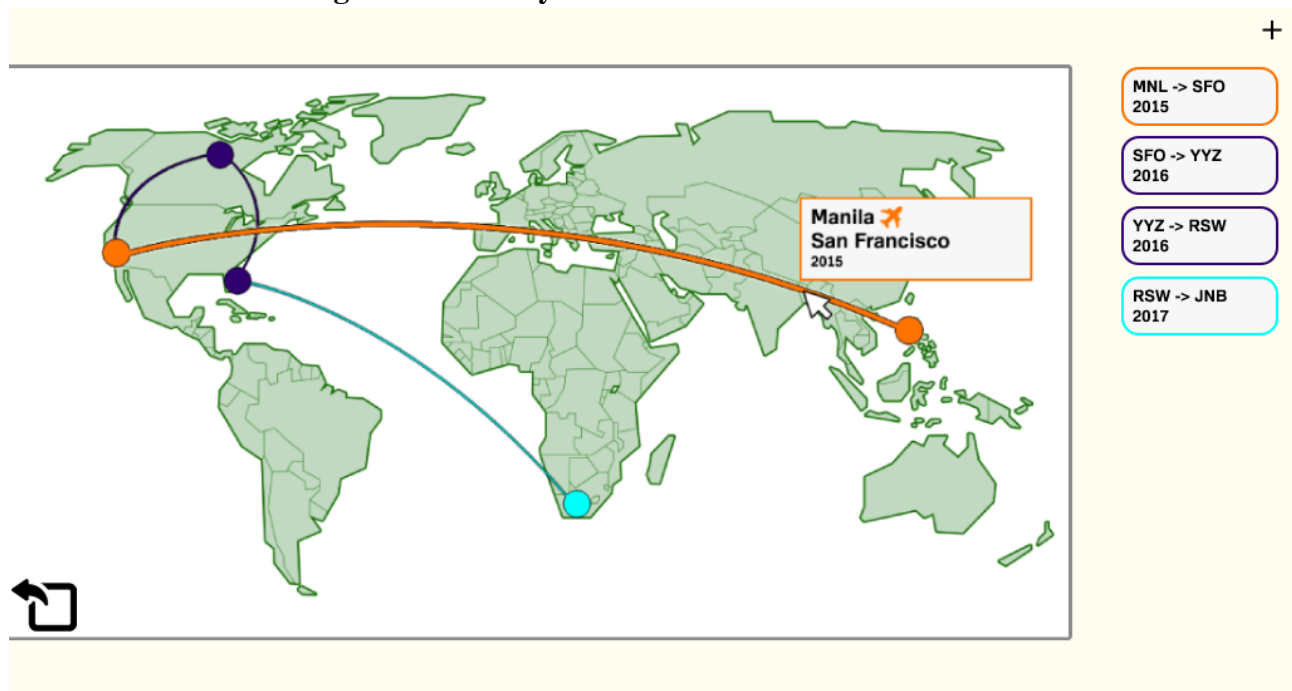 +
MNL -> SFO
2015
SFO -> YYZ
2016
YYZ -> RSW
2016
RSW -> JNB
2017
Manila
San Francisco
2015